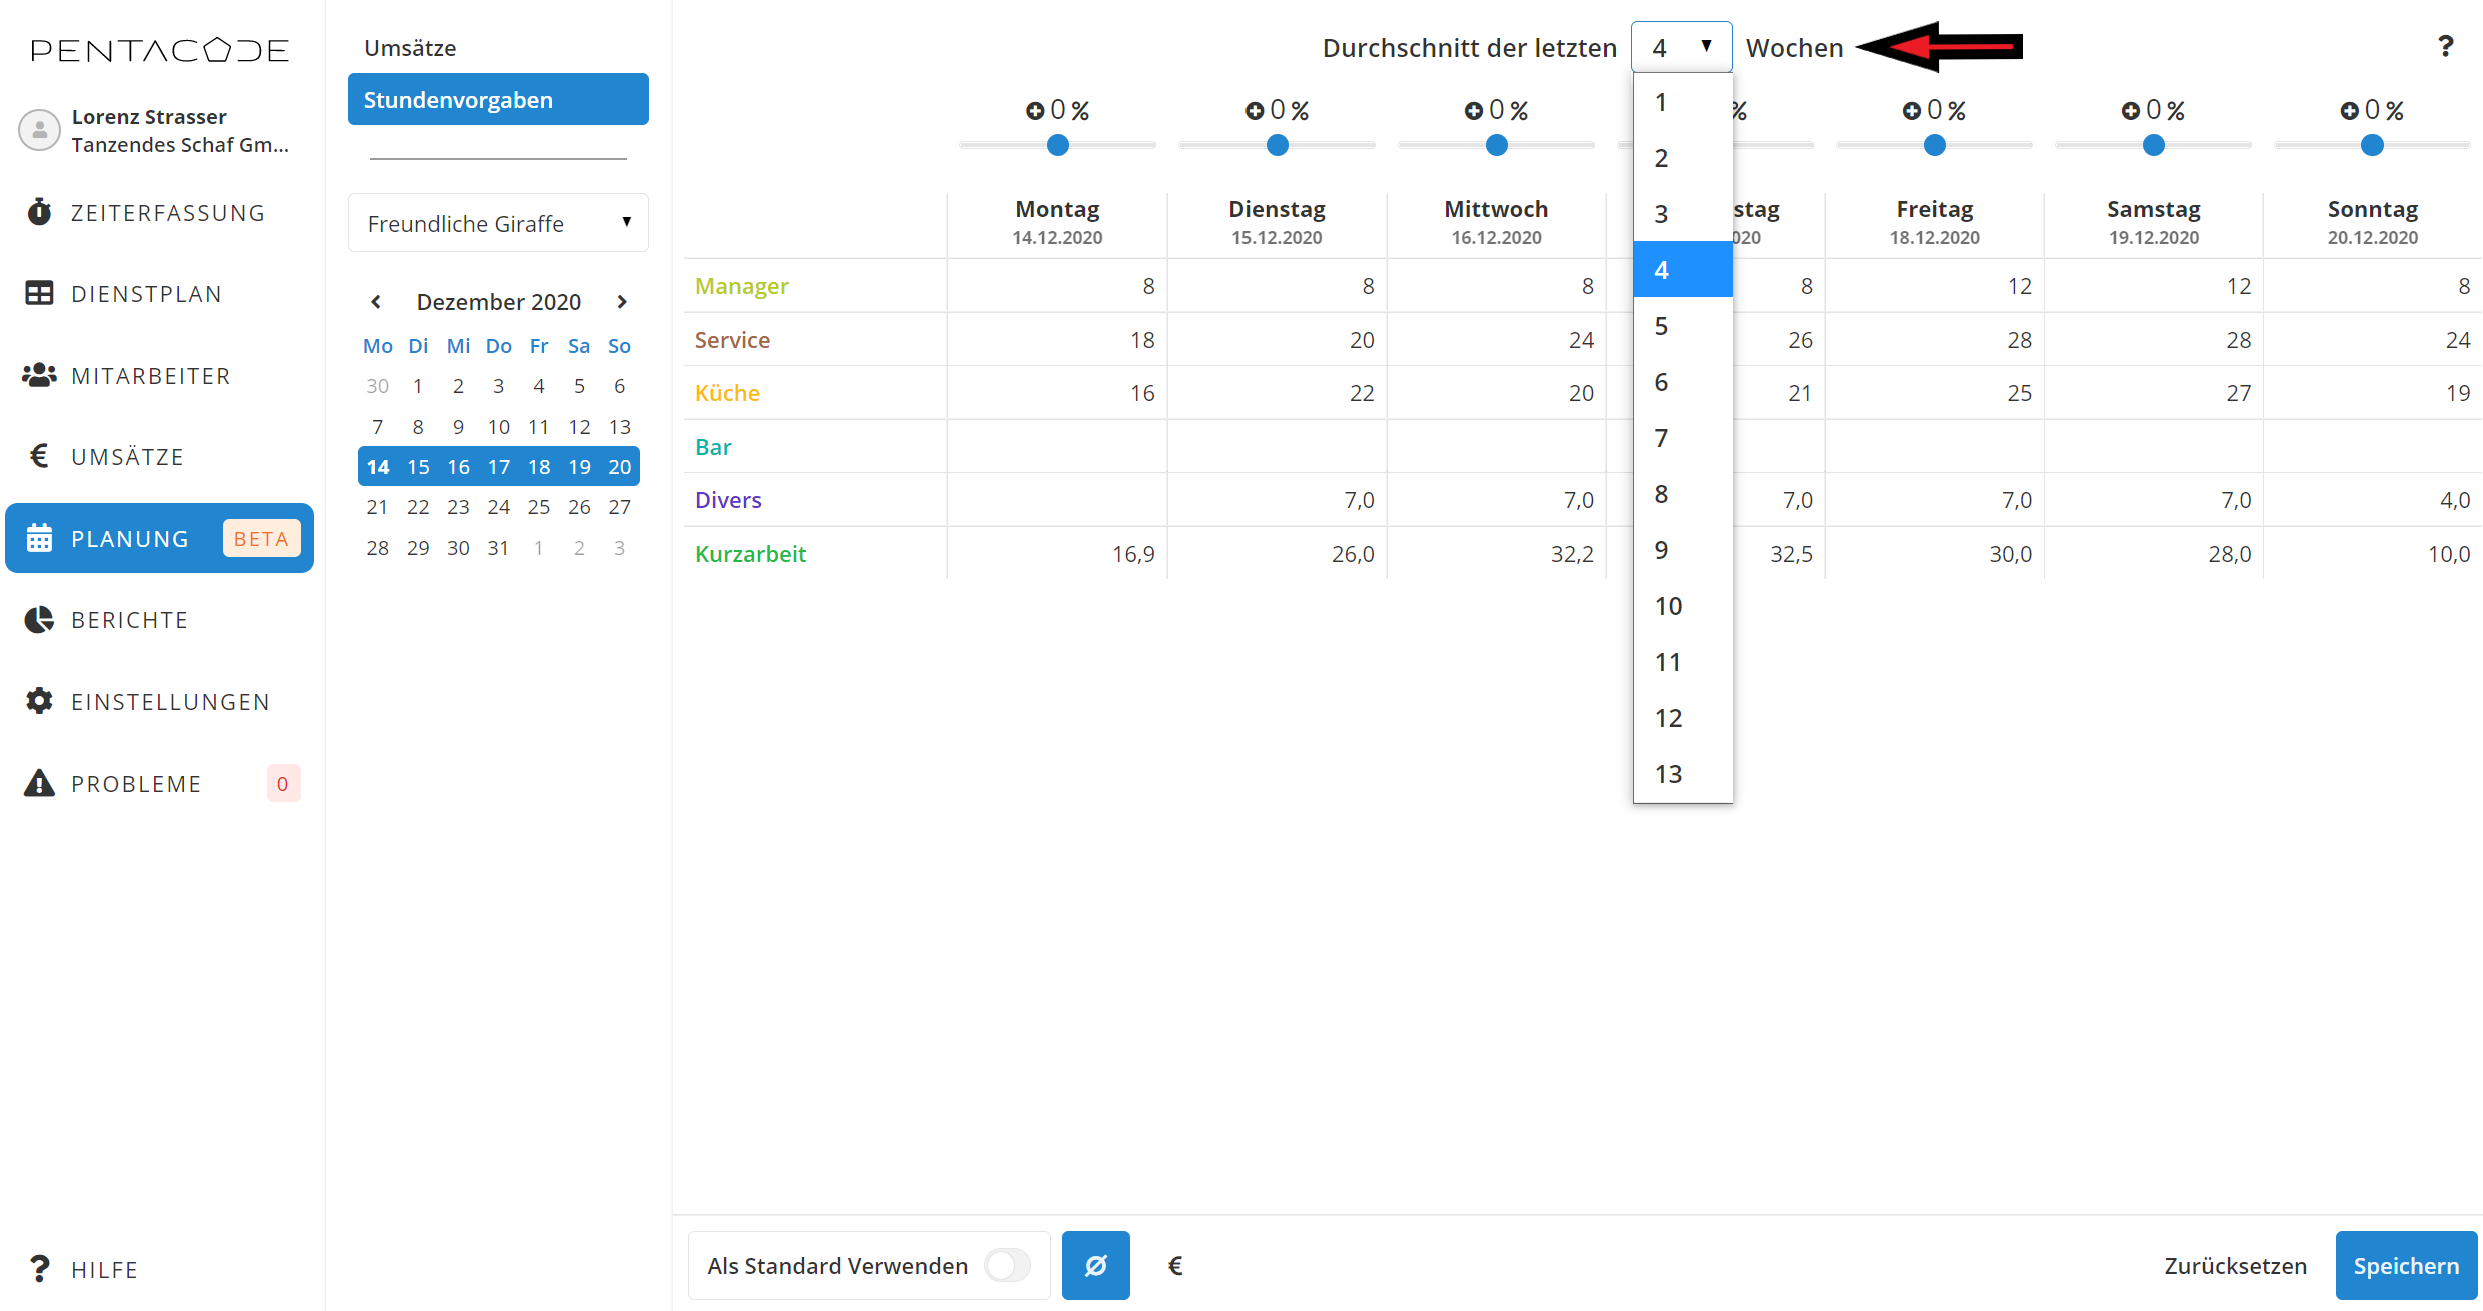 PENTACODE
Lorenz Strasser
Tanzendes Schaf Gm...
ZEITERFASSUNG
DIENSTPLAN
MITARBEITER
€ UMSÄTZE
PLANUNG BETA
BERICHTE
EINSTELLUNGEN
PROBLEME 0
? HILFE
Umsätze
Stundenvorgaben
Freundliche Giraffe
Dezember 2020
Mo Di Mi Do Fr Sa So
30 1 2 3 4 5 6
7 8 9 10 11 12 13
14 15 16 17 18 19 20
21 22 23 24 25 26 27
28 29 30 31 1 2 3
Durchschnitt der letzten 4 Wochen
?
0 % 0 % 0 % % 0 % 0 % 0 %
Montag Dienstag Mittwoch stag Freitag Samstag Sonntag
14.12.2020 15.12.2020 16.12.2020 020 18.12.2020 19.12.2020 20.12.2020
Manager 8 8 8 8 12 12 8
Service 18 20 24 26 28 28 24
Küche 16 22 20 21 25 27 19
Bar
Divers 7,0 7,0 7,0 7,0 7,0 4,0
Kurzarbeit 16,9 26,0 32,2 32,5 30,0 28,0 10,0
1
2
3
4
5
6
7
8
9
10
11
12
13
Als Standard Verwenden Ø €
Zurücksetzen Speichern